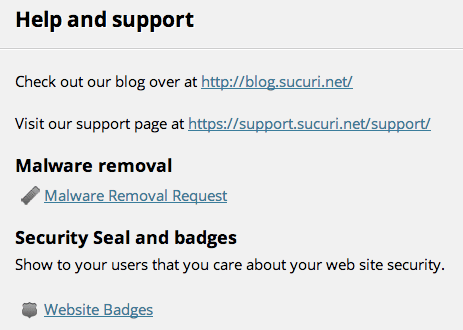 Help and support
Check out our blog over at http://blog.sucuri.net/
Visit our support page at https://support.sucuri.net/support/
Malware removal
Malware Removal Request
Security Seal and badges
Show to your users that you care about your web site security.
Website Badges